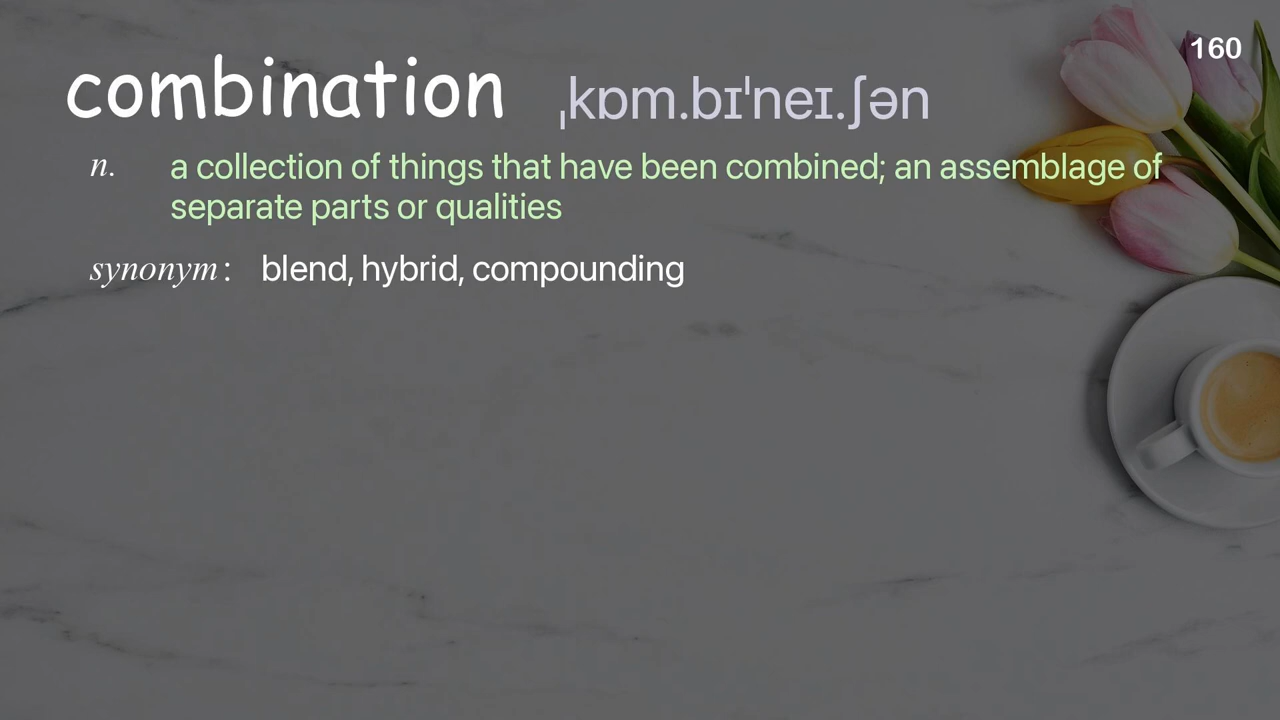 160
combination ˌkɒm.bɪˈneɪ.ʃən
n. a collection of things that have been combined; an assemblage of
separate parts or qualities
synonym: blend, hybrid, compounding